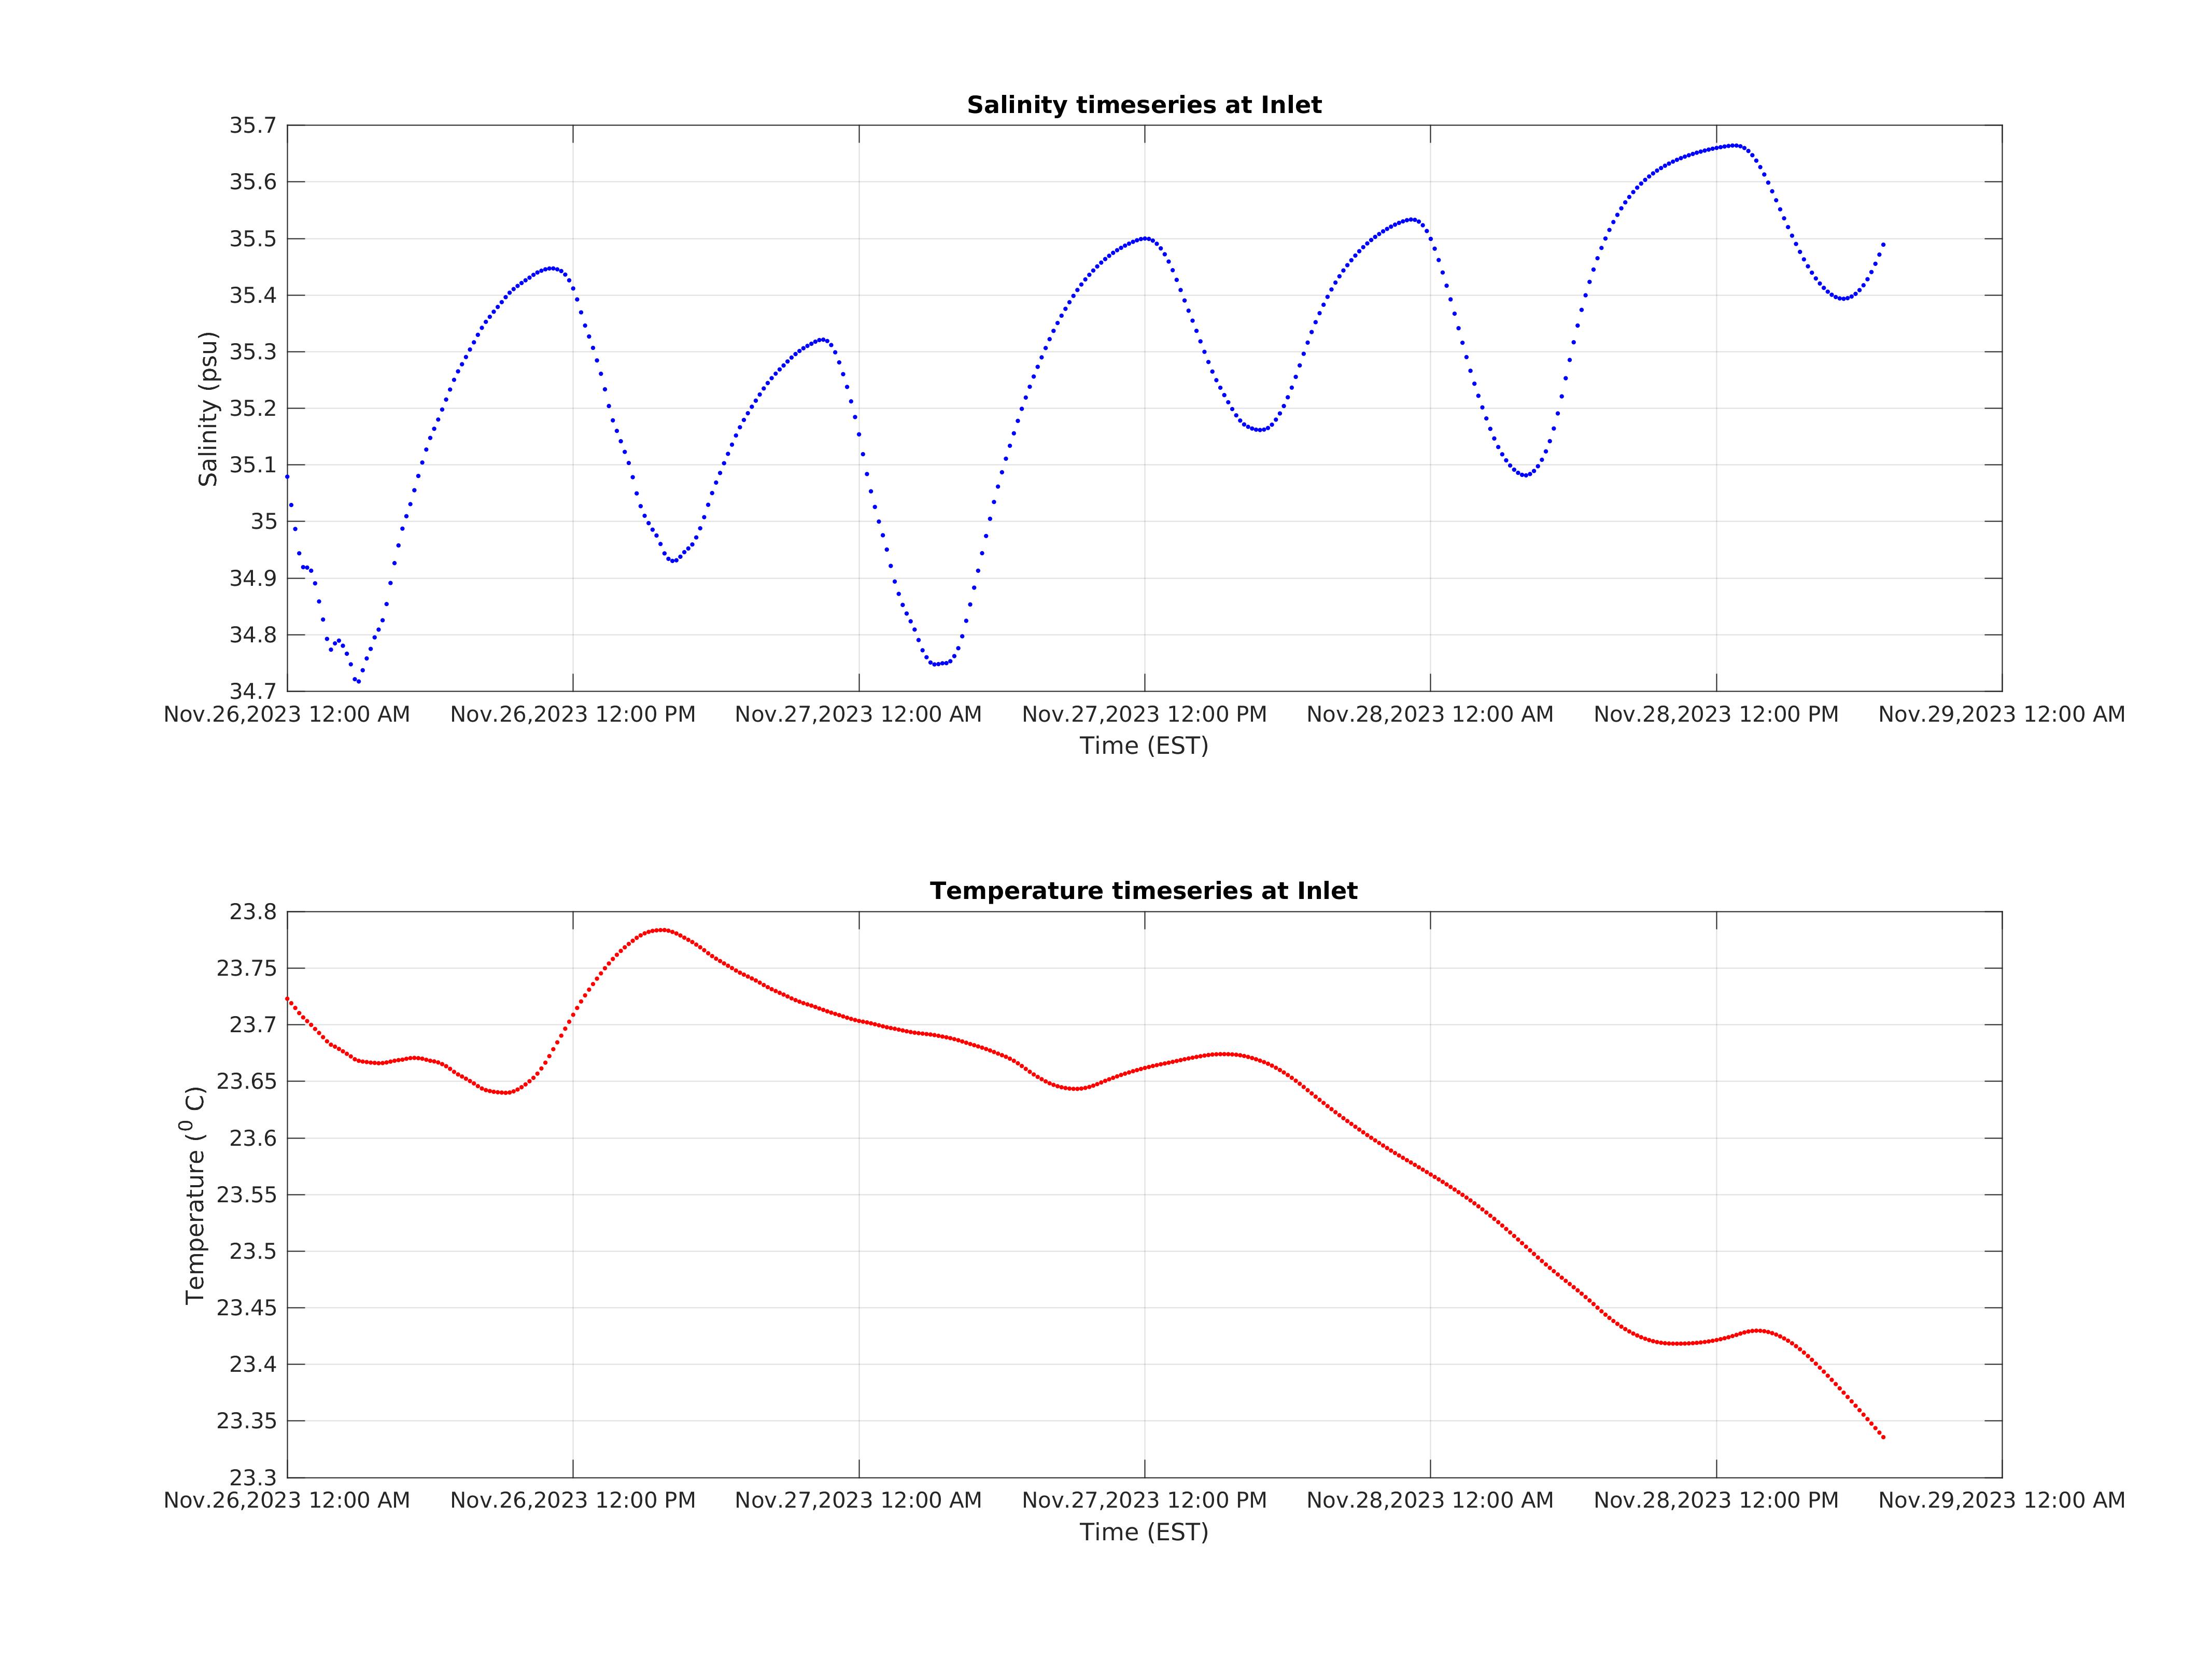 Salinity timeseries at Inlet
35.7
35.6
35.5
35.4
35.3
35.2
35.1
35
34.9
34.8
34.7
Salinity (psu)
Nov.26,2023 12:00 AM Nov.26,2023 12:00 PM Nov.27,2023 12:00 AM Nov.27,2023 12:00 PM Nov.28,2023 12:00 AM Nov.28,2023 12:00 PM Nov.29,2023 12:00 AM
Time (EST)
Temperature timeseries at Inlet
23.8
23.75
23.7
23.65
23.6
23.55
23.5
23.45
23.4
23.35
23.3
Temperature (⁰ C)
Nov.26,2023 12:00 AM Nov.26,2023 12:00 PM Nov.27,2023 12:00 AM Nov.27,2023 12:00 PM Nov.28,2023 12:00 AM Nov.28,2023 12:00 PM Nov.29,2023 12:00 AM
Time (EST)